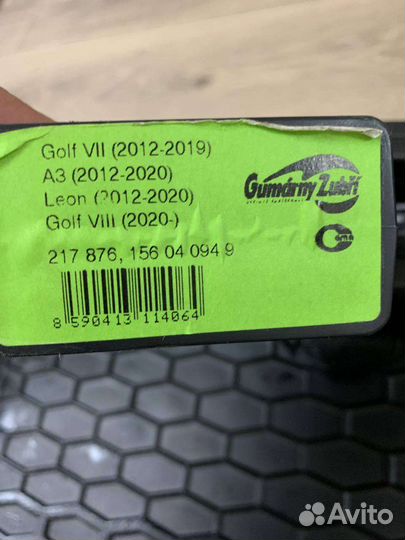 Golf VII (2012-2019)
A3 (2012-2020)
Leon (2012-2020)
Golf VIII (2020-)
217 876, 156 04 094 9
8 590413 114064
Gumárny Zubří
Avito